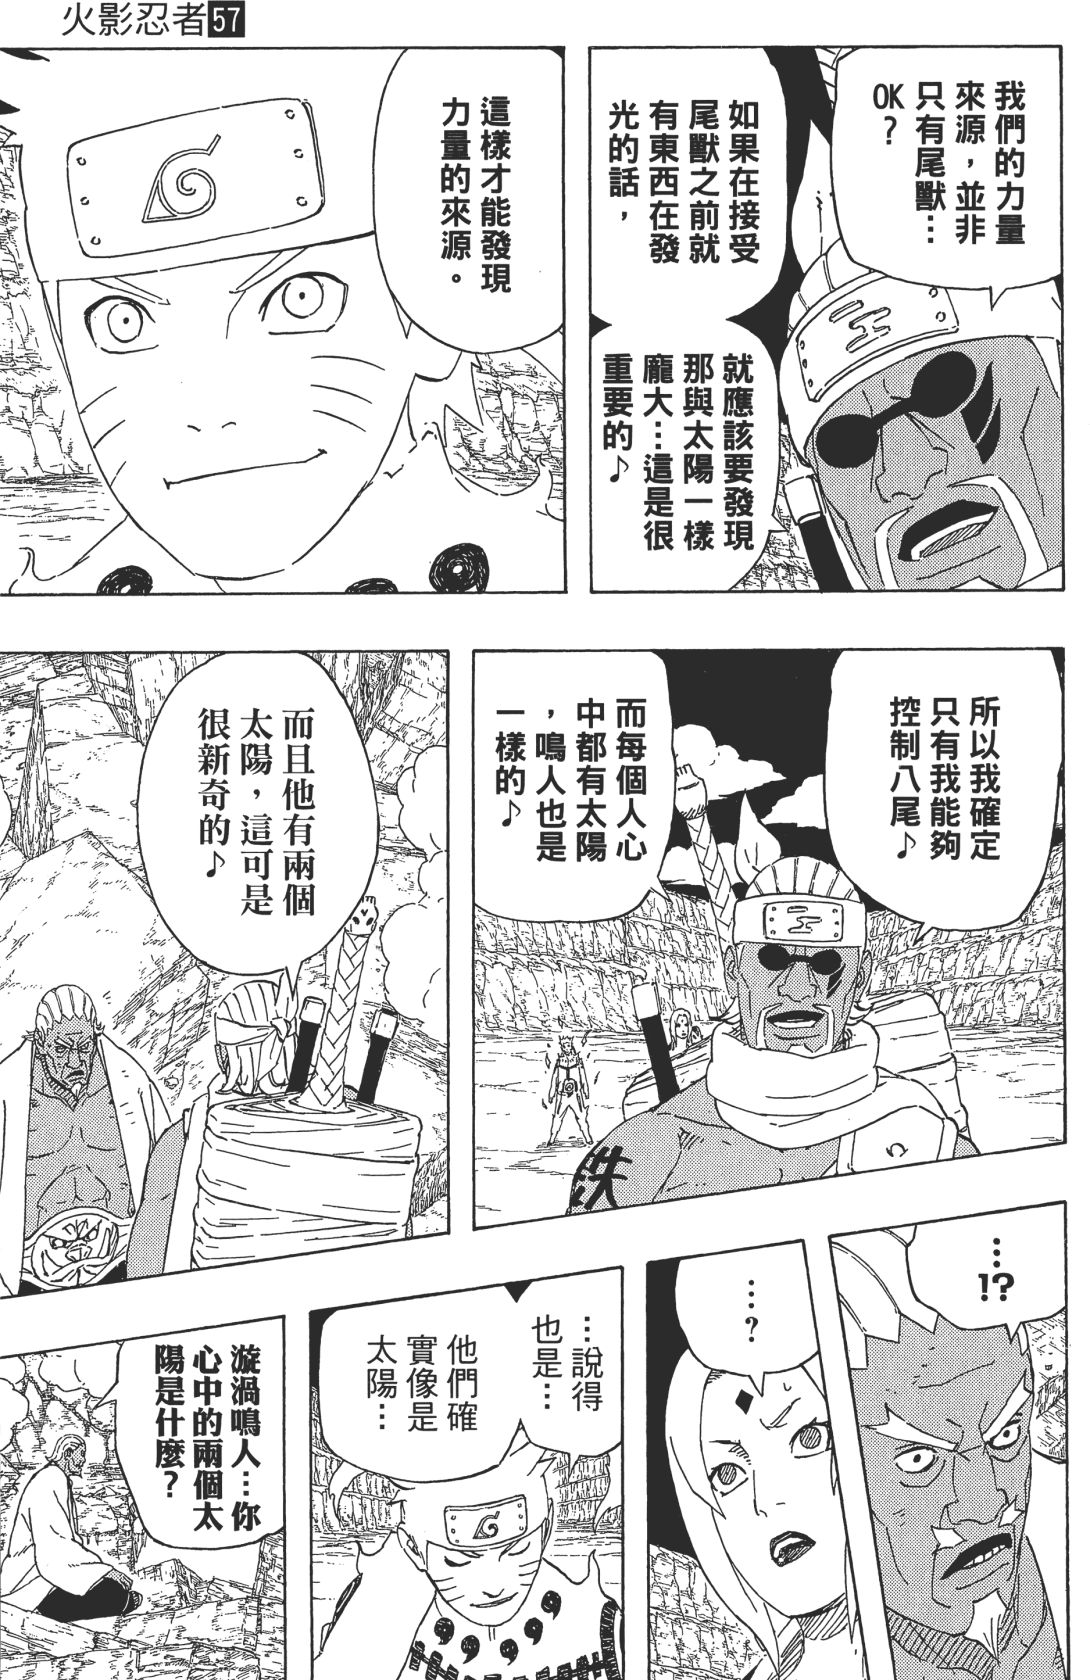 火影忍者57
我們的力量
來源，並非
只有尾獸…
OK？
如果在接受
尾獸之前就
有東西在發
光的話，
就應該要發現
那與太陽一樣
龐大…這是很
重要的♪
這樣才能發現
力量的來源。
所以我確定
只有我能夠
控制八尾♪
而每個人心
中都有太陽
，鳴人也是
一樣的♪
而且他有兩個
太陽，這可是
很新奇的♪
鉄
…!?
…?
…說得
也是…
他們確
實像是
太陽…
漩渦鳴人…你
心中的兩個太
陽是什麼？